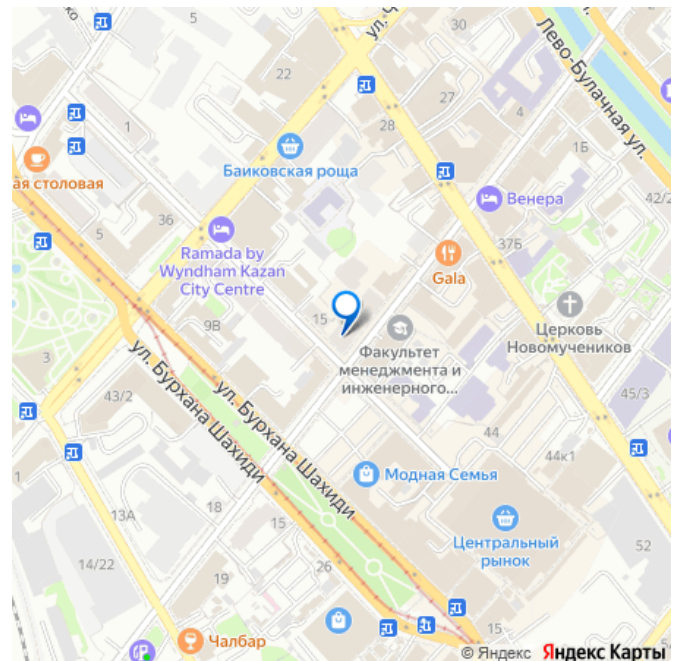 ул. Ч
22
1
28
27
4
1Б
Лево-Булачная ул.
Баиковская роща
ая столовая
Венера
42/2
5
36
37Б
Ramada by
Wyndham Kazan
City Centre
Gala
15
9В
Церковь
Новомучеников
Факультет
менеджмента и
инженерного...
3
43/2
ул. Бурхана Шахиди
ул. Бурхана Шахиди
45/3
44
44к1
Модная Семья
1
13А
18
15
Центральный
рынок
52
14/22
19
26
Чалбар
15
© Яндекс Яндекс Карты